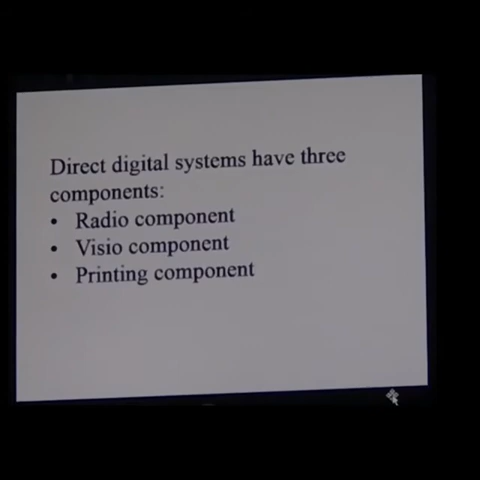 Direct digital systems have three
components:
• Radio component
• Visio component
• Printing component